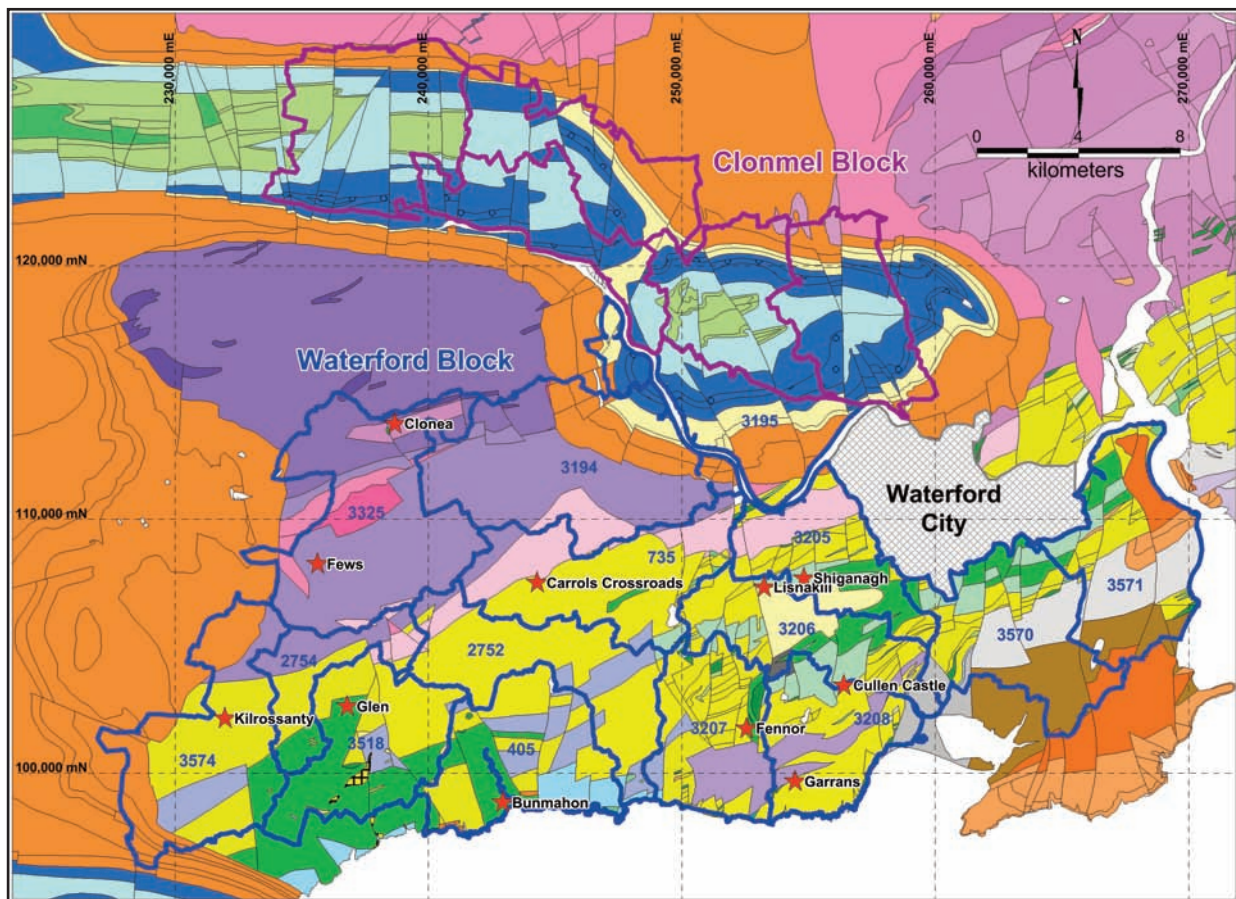 230,000 mE
240,000 mE
250,000 mE
260,000 mE
270,000 mE
N
0 4 8
kilometers
Clonmel Block
120,000 mN
Waterford Block
3195
Clonea
3194
Waterford
City
110,000 mN
3325
735
3205
Fews
Carrols Crossroads
Shiganagh
Lisnakill
3571
3206
3570
2754
2752
Cullen Castle
Kilrossanty
Glen
3208
Fennor
3207
3574
3518
405
100,000 mN
Garrans
Bunmahon